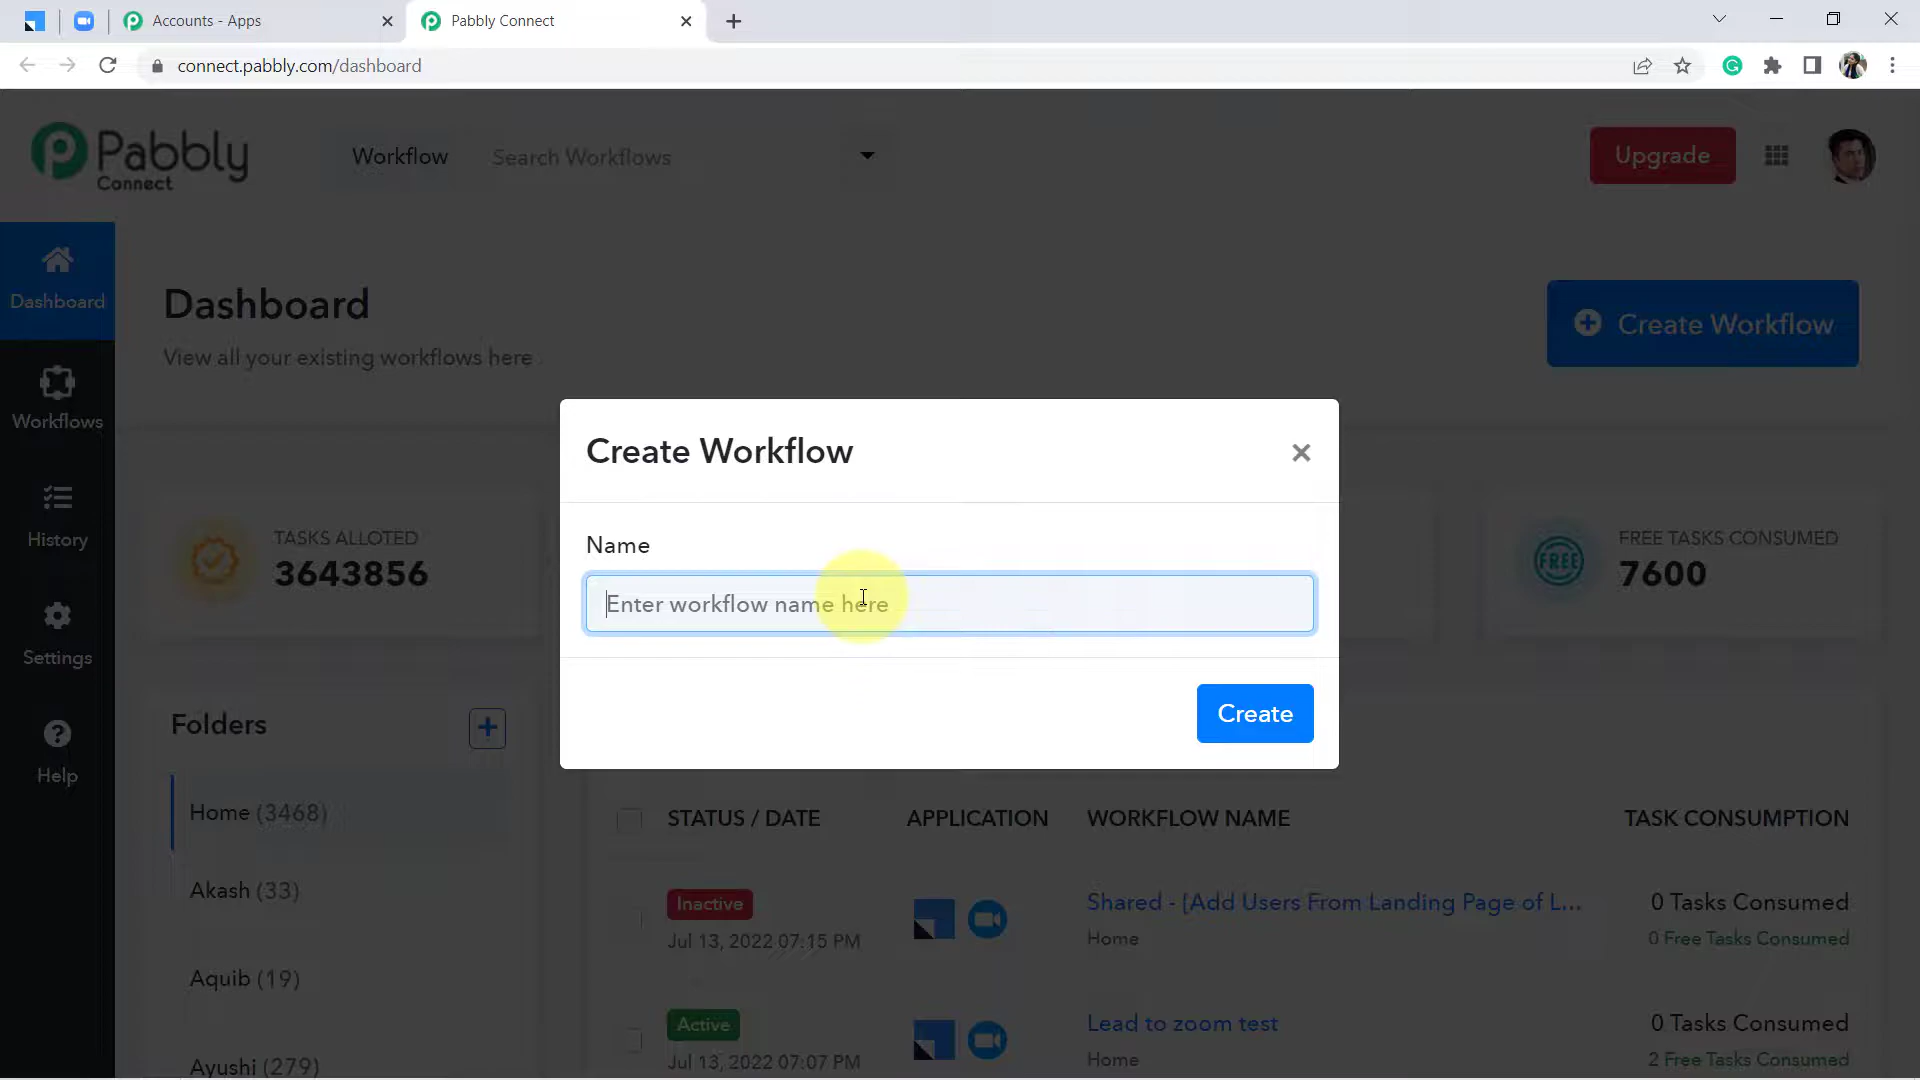 Accounts - Apps
Pabbly Connect
connect.pabbly.com/dashboard
Pabbly
Connect
Workflow
Search Workflows
Upgrade
Dashboard
Workflows
History
Settings
Help
Dashboard
View all your existing workflows here
Create Workflow
TASKS ALLOTED
3643856
FREE TASKS CONSUMED
FREE
7600
Create Workflow
Name
Enter workflow name here
Create
Folders
Home (3468)
Akash (33)
Aquib (19)
Ayushi (279)
STATUS / DATE
APPLICATION
WORKFLOW NAME
TASK CONSUMPTION
Inactive
Jul 13, 2022 07:15 PM
Shared - [Add Users From Landing Page of L...
Home
0 Tasks Consumed
0 Free Tasks Consumed
Active
Jul 13, 2022 07:07 PM
Lead to zoom test
Home
0 Tasks Consumed
2 Free Tasks Consumed